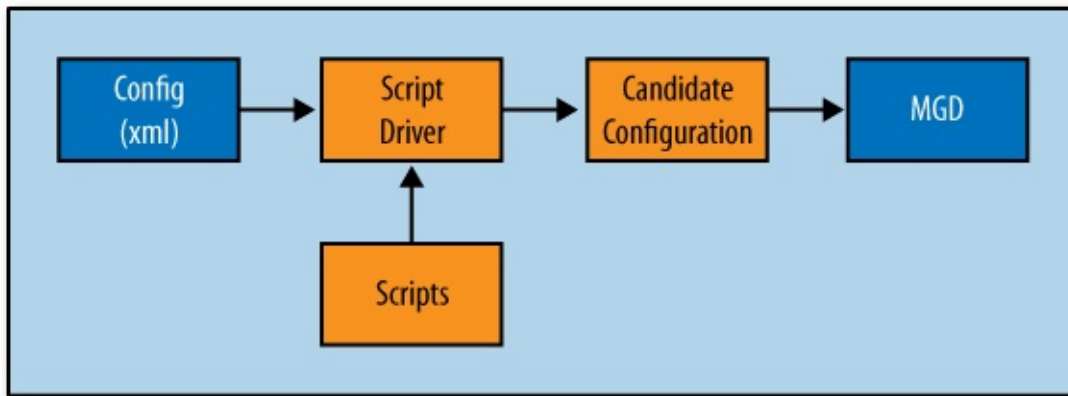 Config
(xml)
Script
Driver
Candidate
Configuration
MGD
Scripts